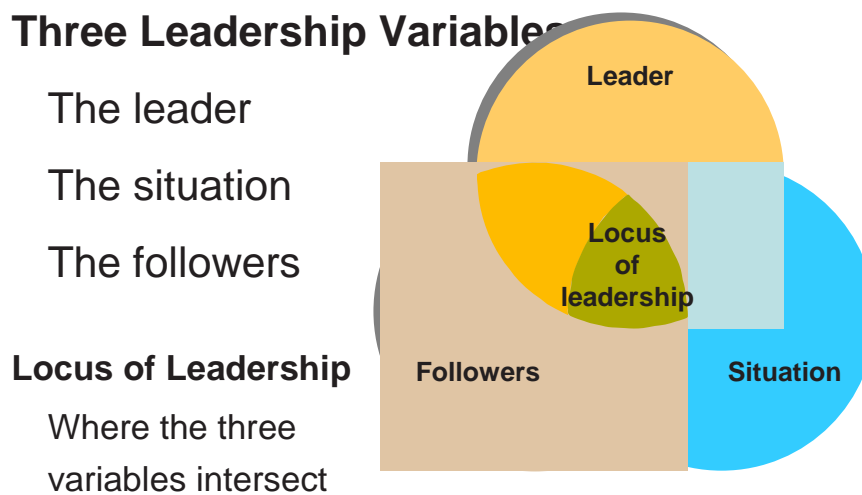 Three Leadership Variables
The leader
The situation
The followers
Locus of Leadership
Where the three
variables intersect
Leader
Locus
of
leadership
Followers
Situation